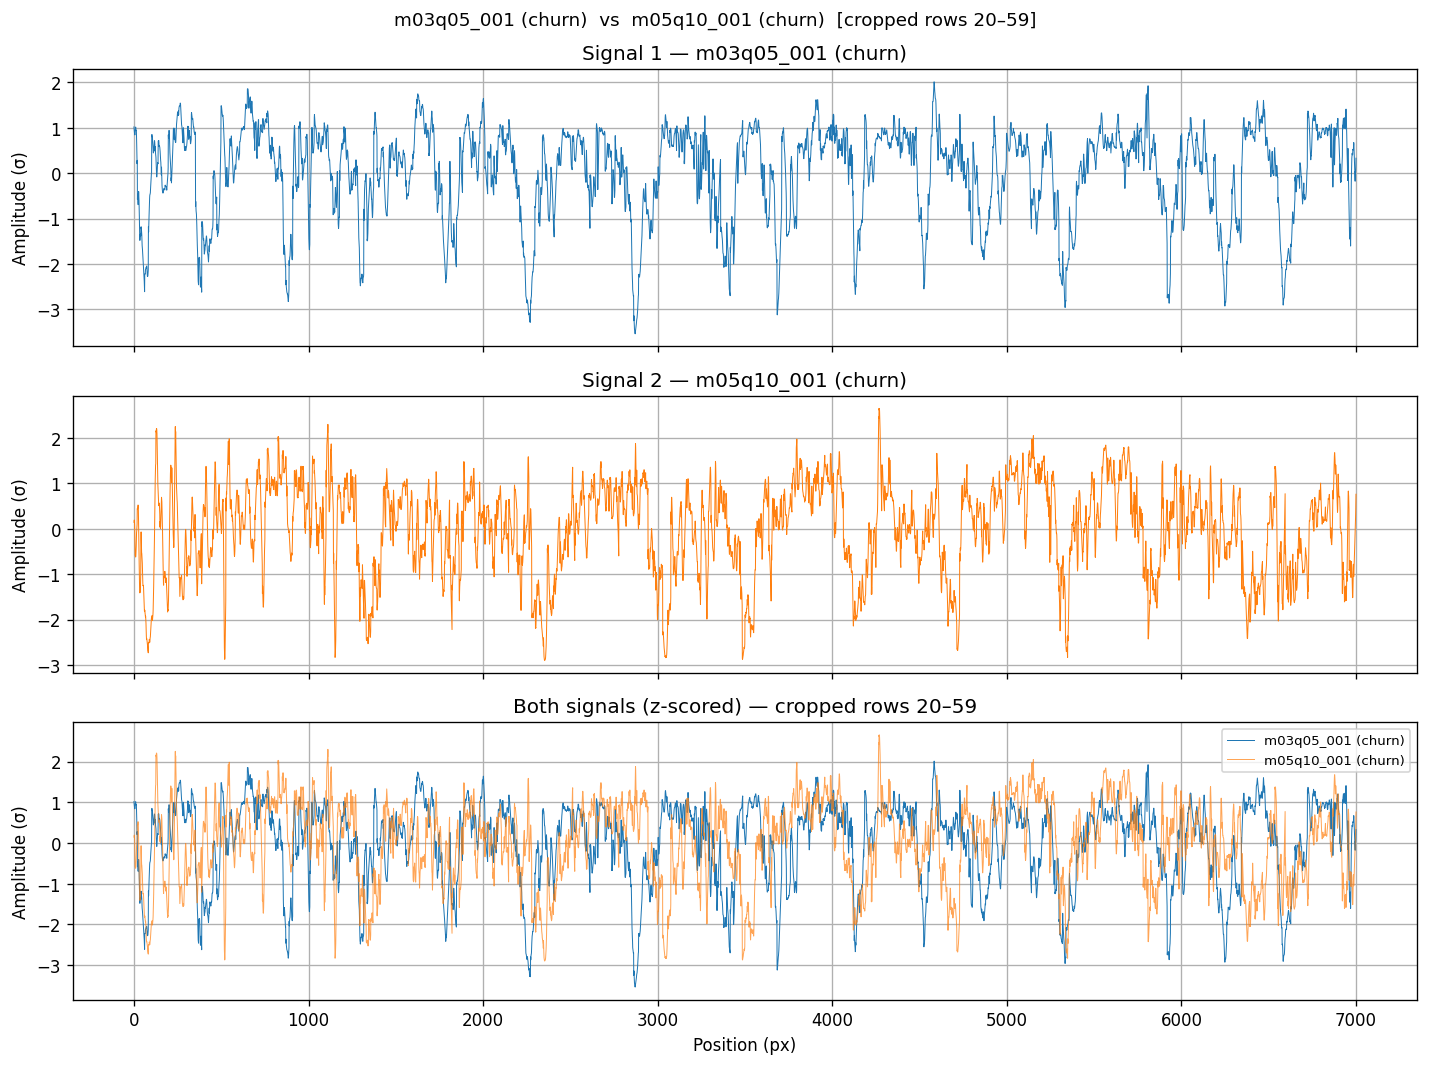 m03q05_001 (churn)  vs  m05q10_001 (churn)  [cropped rows 20–59]
Signal 1 — m03q05_001 (churn)
Amplitude (σ)
2
1
0
−1
−2
−3
Signal 2 — m05q10_001 (churn)
Amplitude (σ)
2
1
0
−1
−2
−3
Both signals (z-scored) — cropped rows 20–59
m03q05_001 (churn)
m05q10_001 (churn)
Amplitude (σ)
2
1
0
−1
−2
−3
0 1000 2000 3000 4000 5000 6000 7000
Position (px)